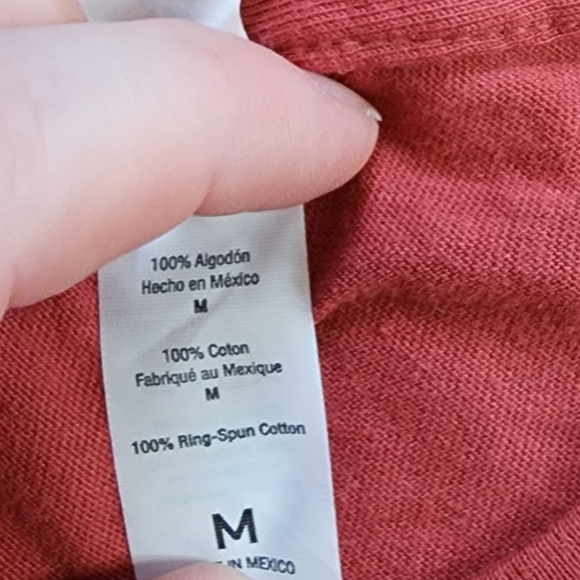 100% Algodón
Hecho en México
M
100% Coton
Fabriqué au Mexique
M
100% Ring-Spun Cotton
M
IN MEXICO